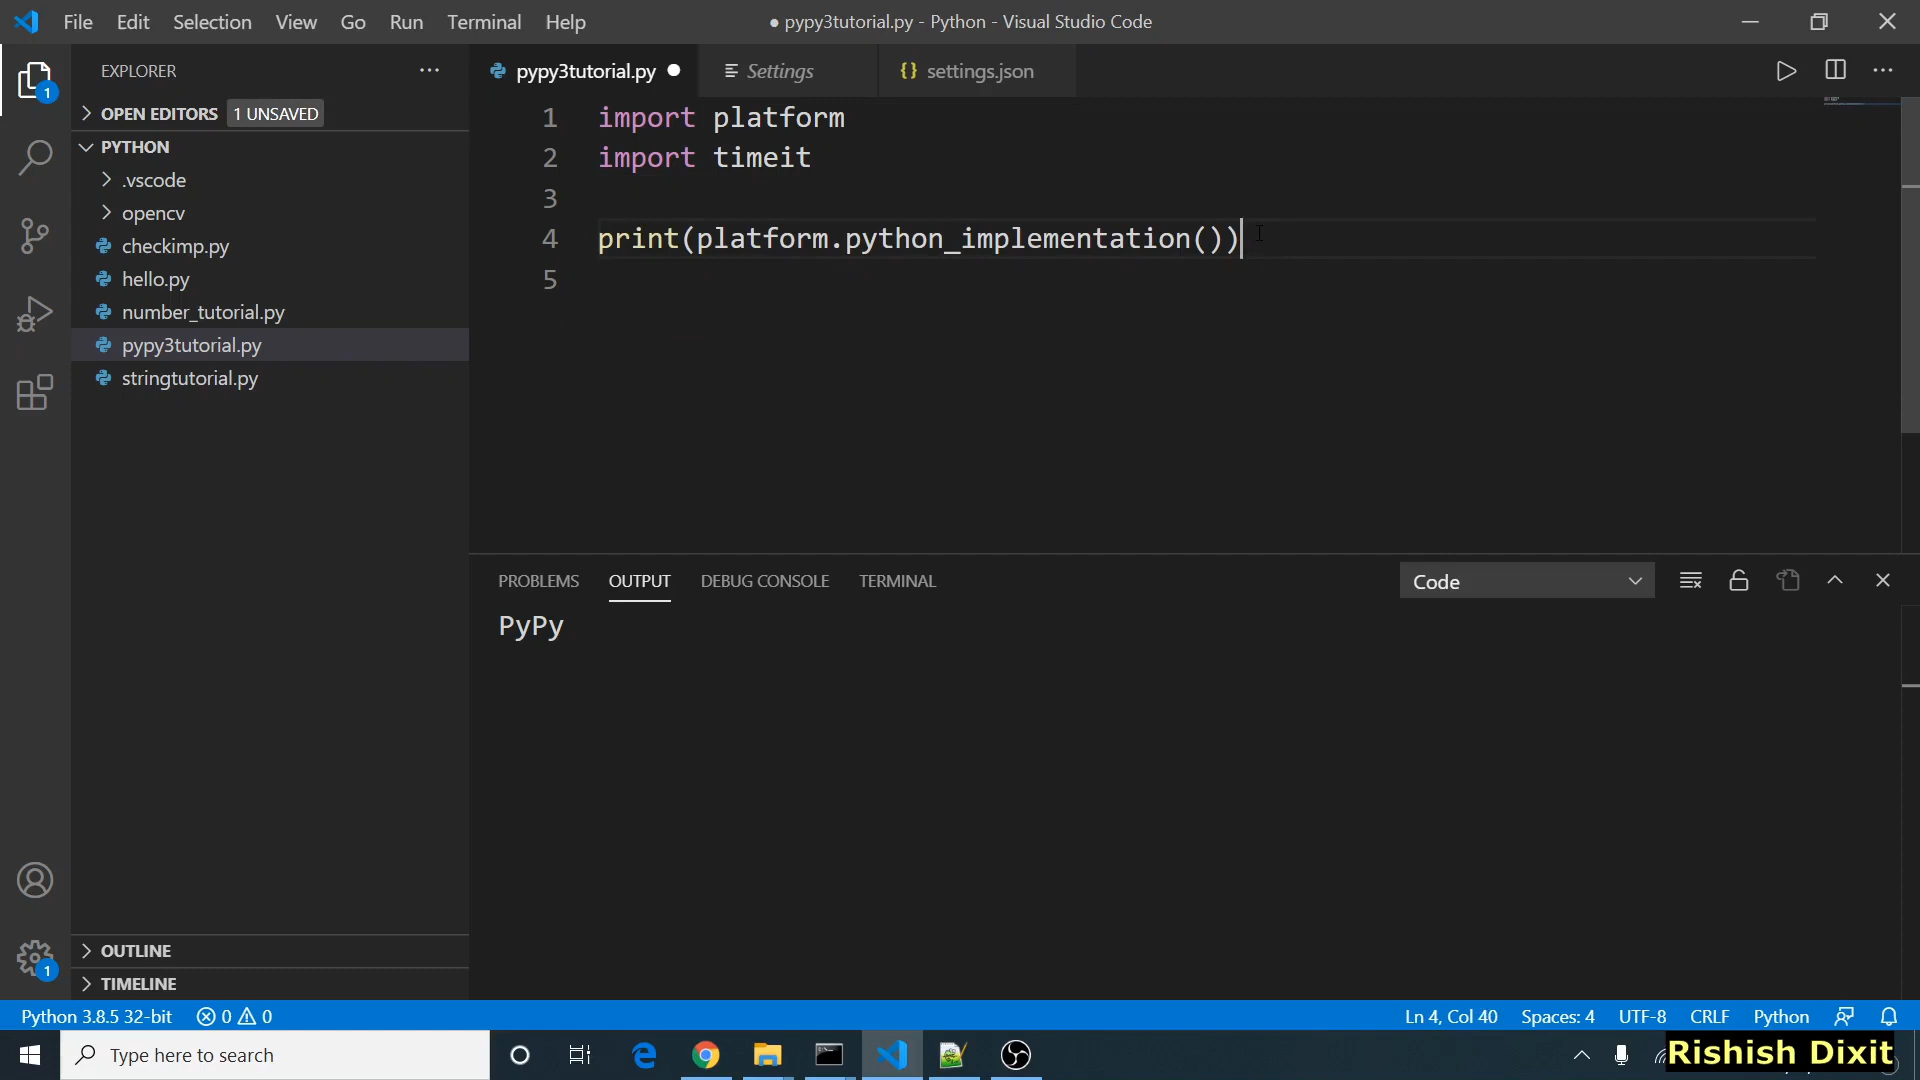 File Edit Selection View Go Run Terminal Help
● pypy3tutorial.py - Python - Visual Studio Code
EXPLORER
OPEN EDITORS 1 UNSAVED
PYTHON
.vscode
opencv
checkimp.py
hello.py
number_tutorial.py
pypy3tutorial.py
stringtutorial.py
OUTLINE
TIMELINE
1
1
pypy3tutorial.py ● Settings {} settings.json
1 import platform
2 import timeit
3
4 print(platform.python_implementation())
5
PROBLEMS OUTPUT DEBUG CONSOLE TERMINAL Code
PyPy
Python 3.8.5 32-bit 0 0 Ln 4, Col 40 Spaces: 4 UTF-8 CRLF Python
Type here to search
Rishish Dixit